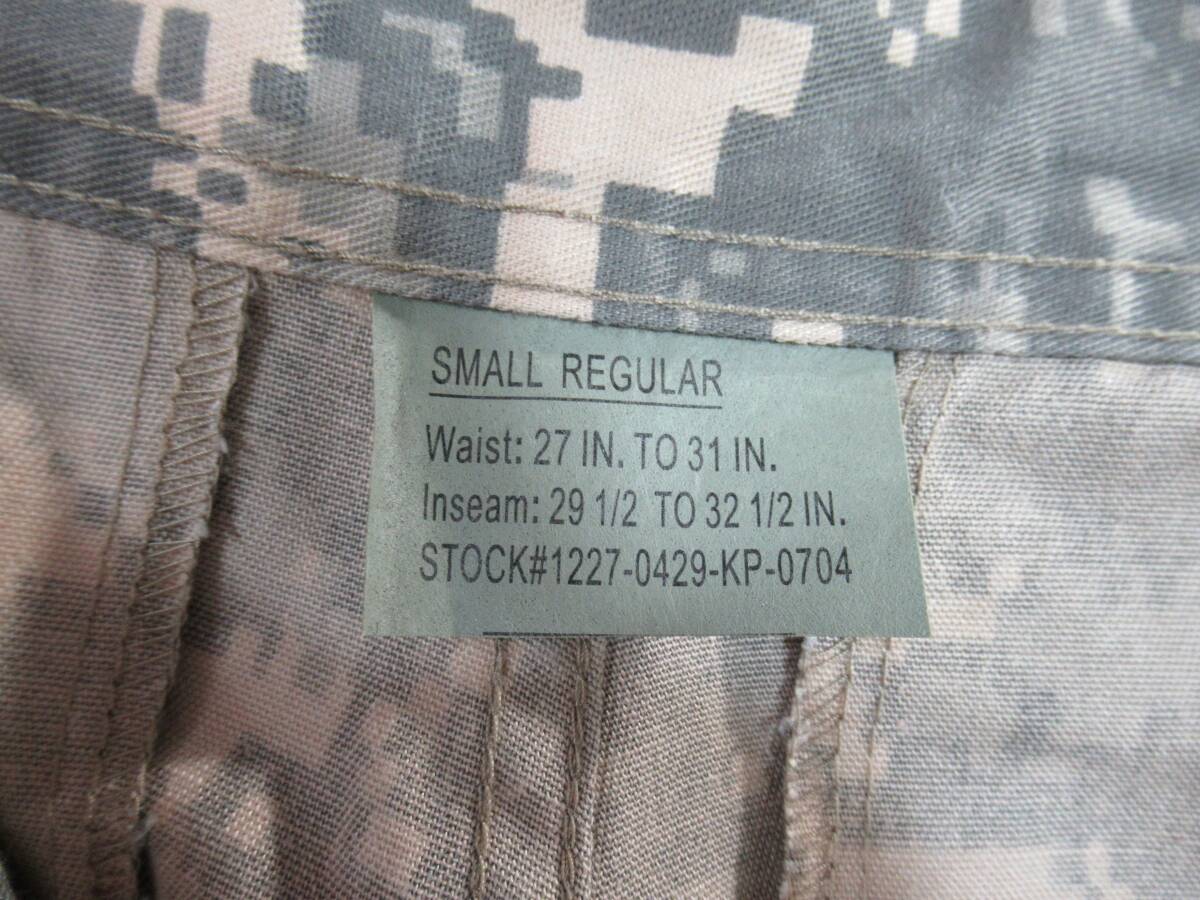 SMALL REGULAR
Waist: 27 IN. TO 31 IN.
Inseam: 29 1/2 TO 32 1/2 IN.
STOCK#1227-0429-KP-0704